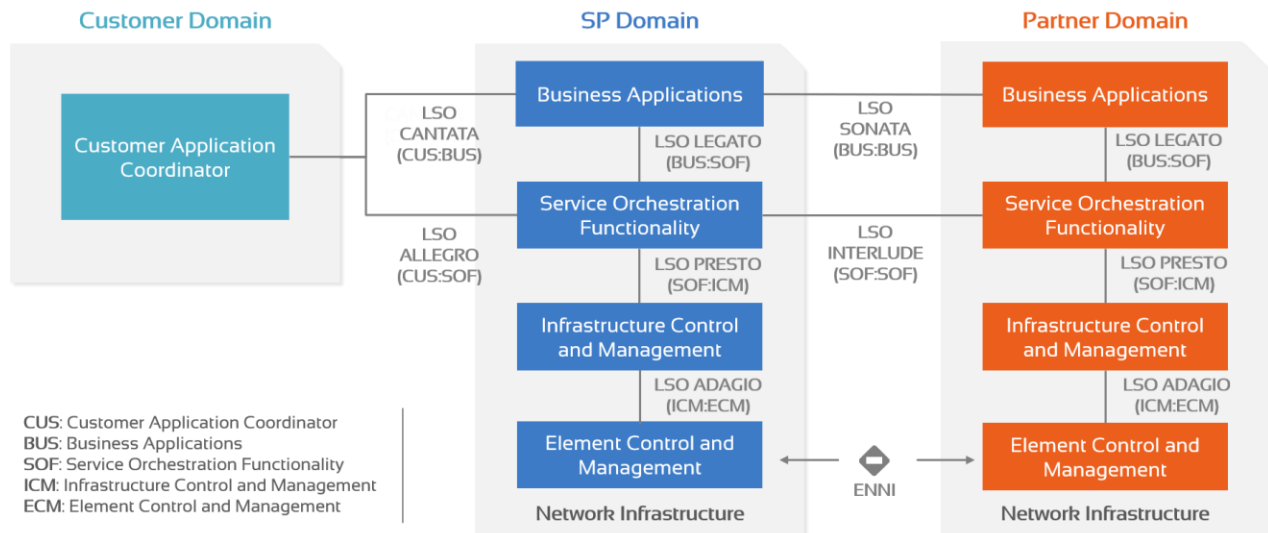 Customer Domain
SP Domain
Partner Domain
Customer Application
Coordinator
LSO
CANTATA
(CUS:BUS)
LSO
ALLEGRO
(CUS:SOF)
Business Applications
LSO LEGATO
(BUS:SOF)
Service Orchestration
Functionality
LSO PRESTO
(SOF:ICM)
Infrastructure Control
and Management
LSO ADAGIO
(ICM:ECM)
Element Control and
Management
Network Infrastructure
LSO
SONATA
(BUS:BUS)
LSO
INTERLUDE
(SOF:SOF)
ENNI
Business Applications
LSO LEGATO
(BUS:SOF)
Service Orchestration
Functionality
LSO PRESTO
(SOF:ICM)
Infrastructure Control
and Management
LSO ADAGIO
(ICM:ECM)
Element Control and
Management
Network Infrastructure
CUS: Customer Application Coordinator
BUS: Business Applications
SOF: Service Orchestration Functionality
ICM: Infrastructure Control and Management
ECM: Element Control and Management